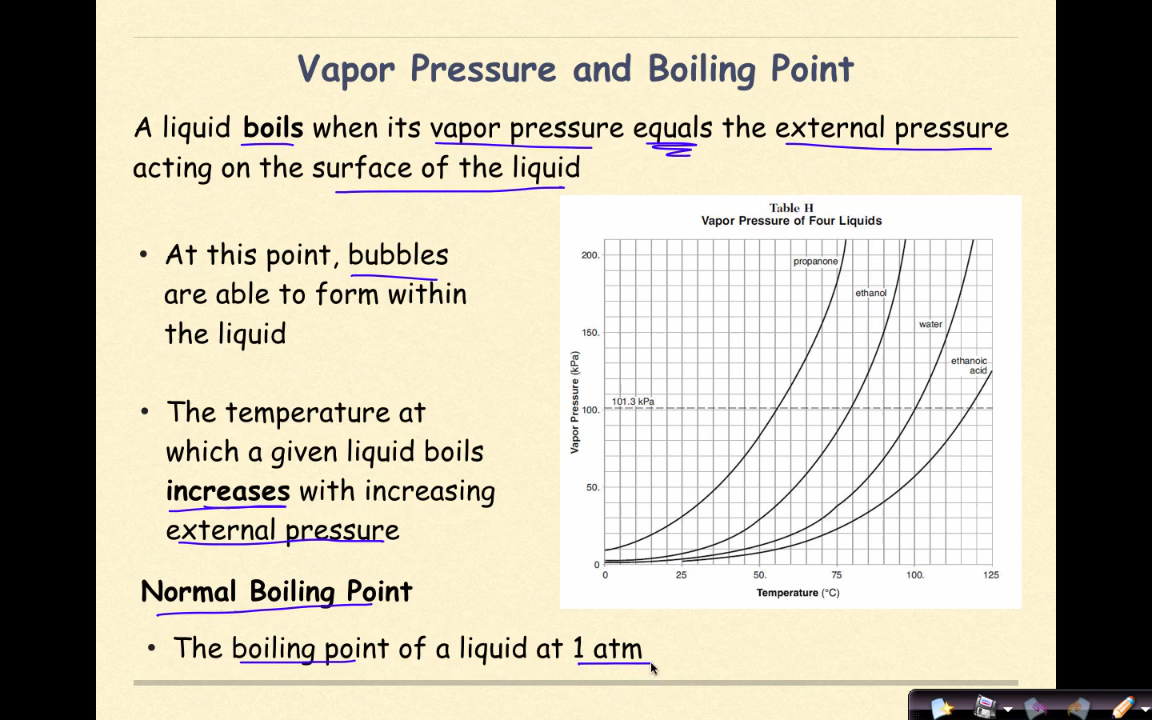 Vapor Pressure and Boiling Point
A liquid boils when its vapor pressure equals the external pressure
acting on the surface of the liquid
• At this point, bubbles
are able to form within
the liquid
• The temperature at
which a given liquid boils
increases with increasing
external pressure
Normal Boiling Point
• The boiling point of a liquid at 1 atm
Table H
Vapor Pressure of Four Liquids
Vapor Pressure (kPa)
200.
150.
100.
50.
0
propanone
ethanol
water
ethanoic
acid
101.3 kPa
0 25 50. 75 100. 125
Temperature (°C)